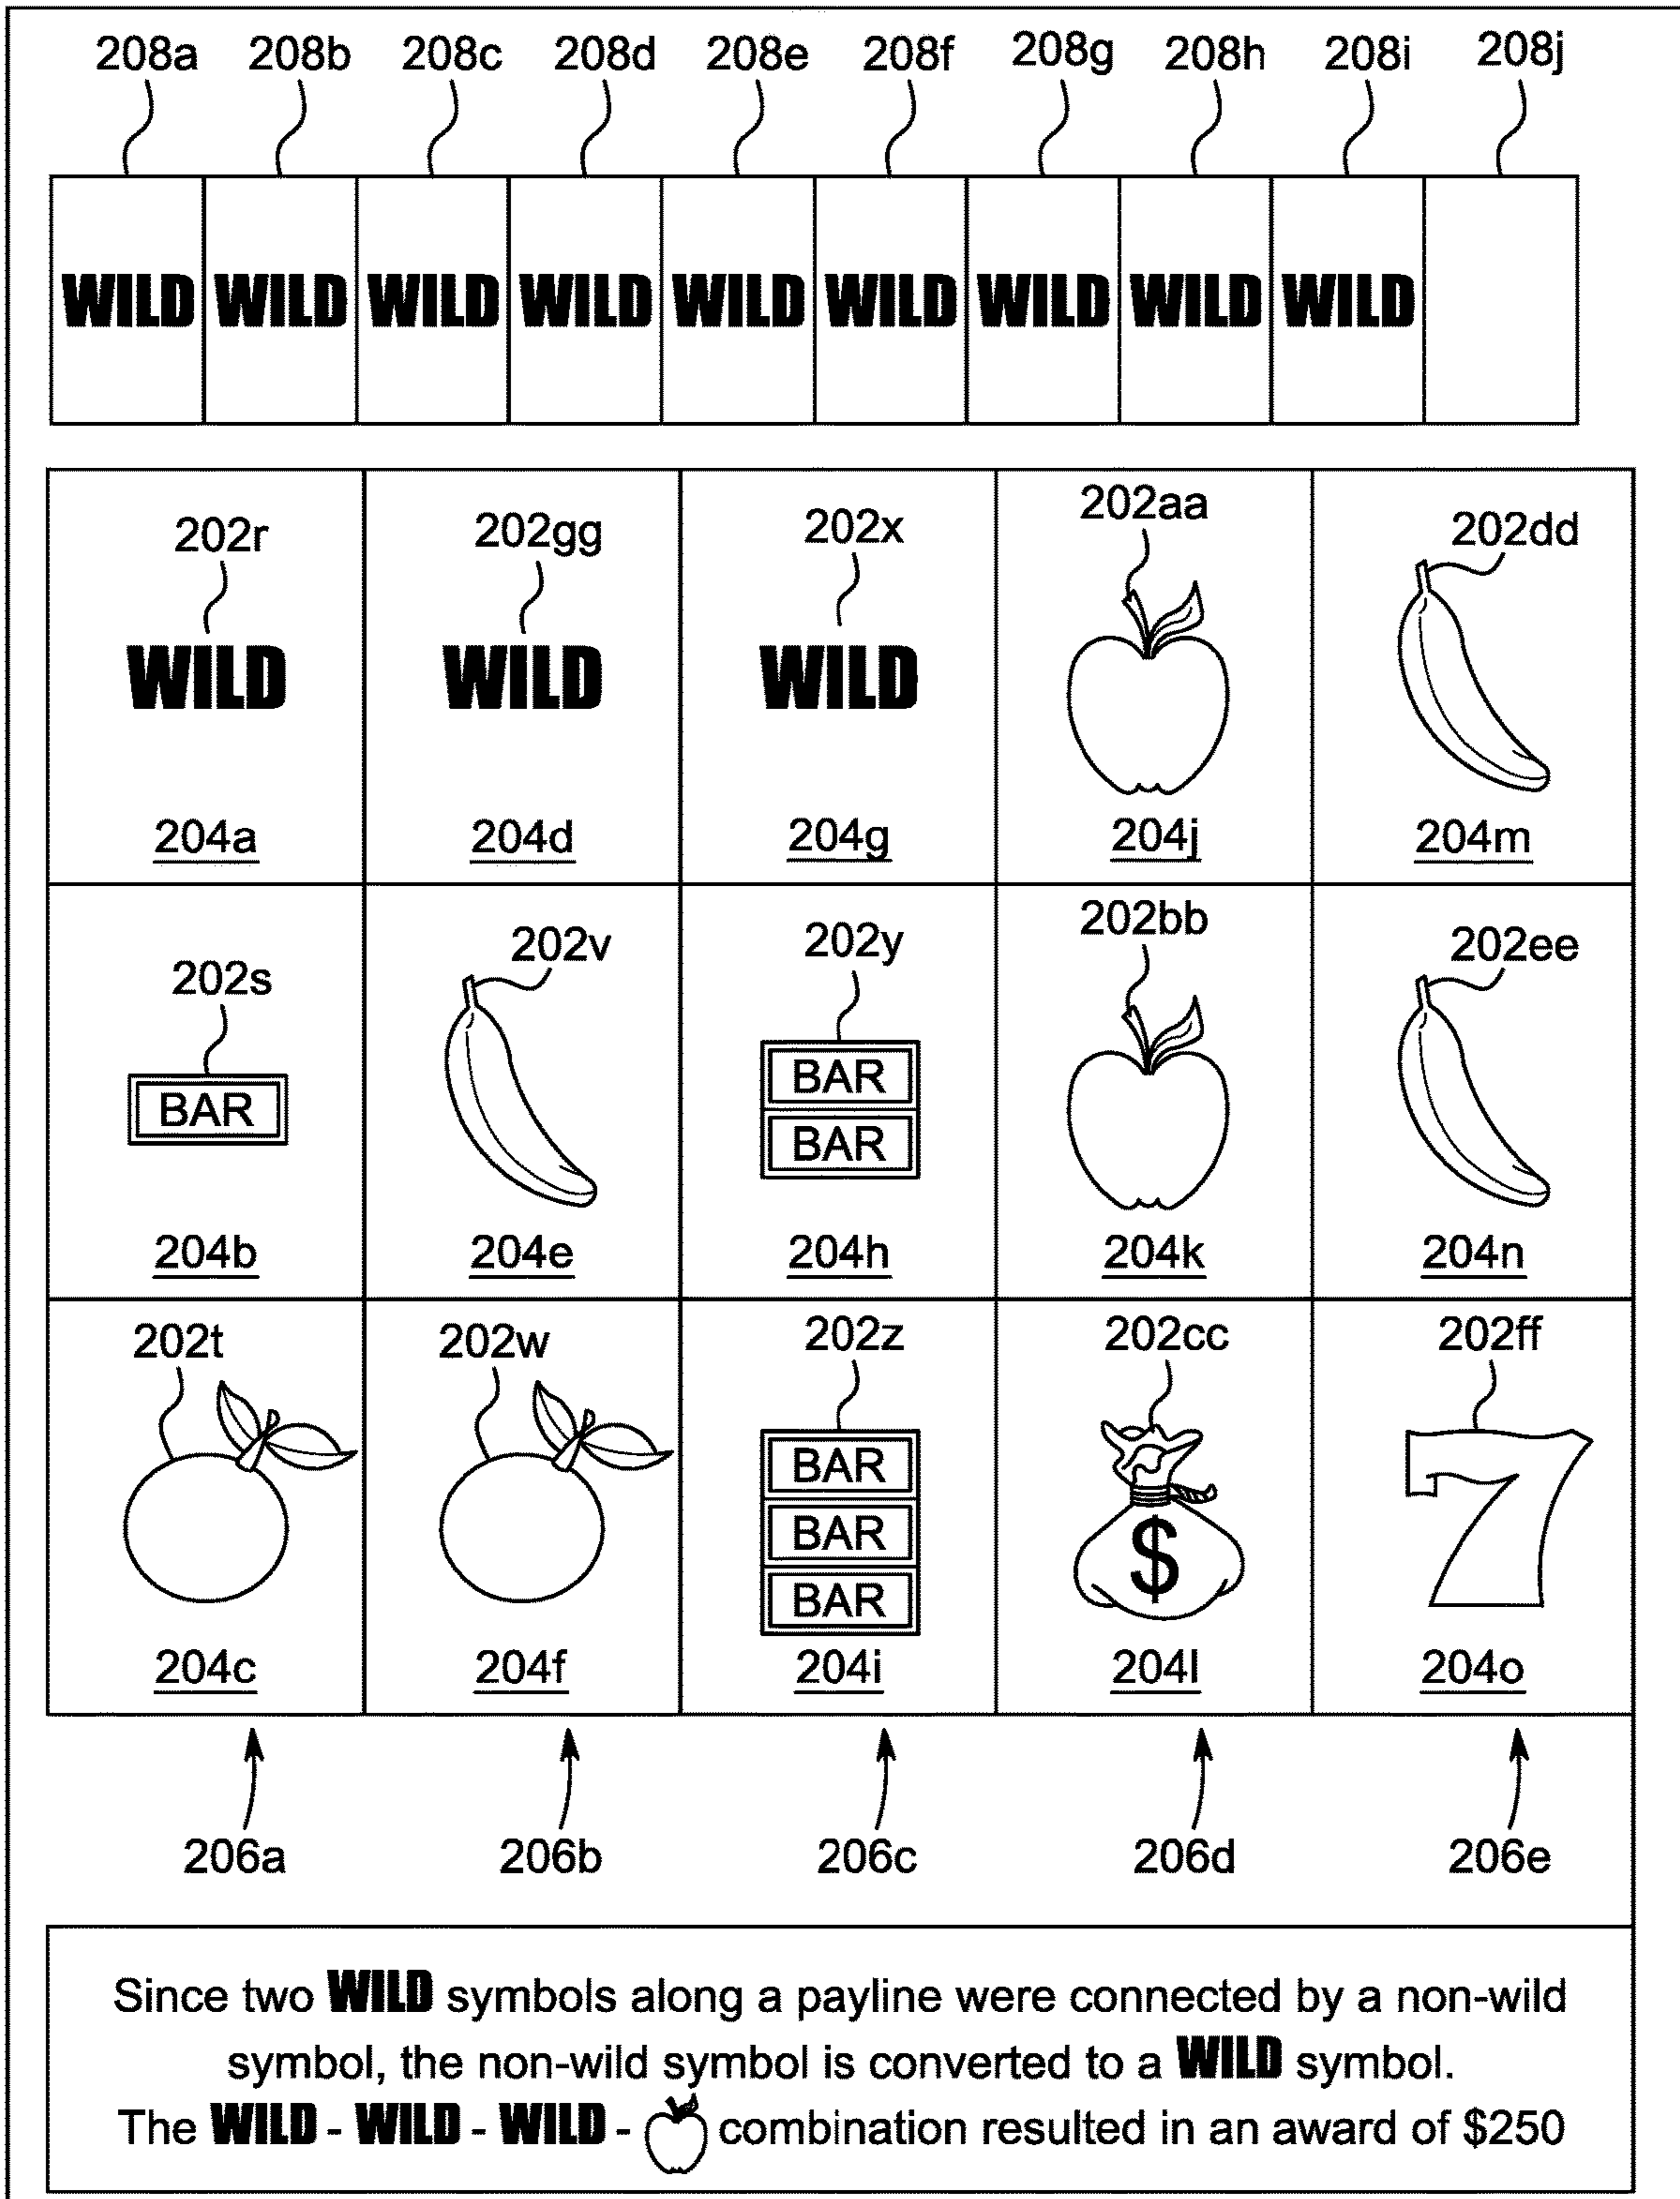 208a 208b 208c 208d 208e 208f 208g 208h 208i 208j
WILD WILD WILD WILD WILD WILD WILD WILD WILD
202r 202gg 202x 202aa 202dd
WILD WILD WILD
204a 204d 204g 204j 204m
202s 202v 202y 202bb 202ee
BAR BAR
BAR
204b 204e 204h 204k 204n
202t 202w 202z 202cc 202ff
BAR
BAR $ 7
BAR
204c 204f 204i 204l 204o
206a 206b 206c 206d 206e
Since two WILD symbols along a payline were connected by a non-wild
symbol, the non-wild symbol is converted to a WILD symbol.
The WILD - WILD - WILD - combination resulted in an award of $250